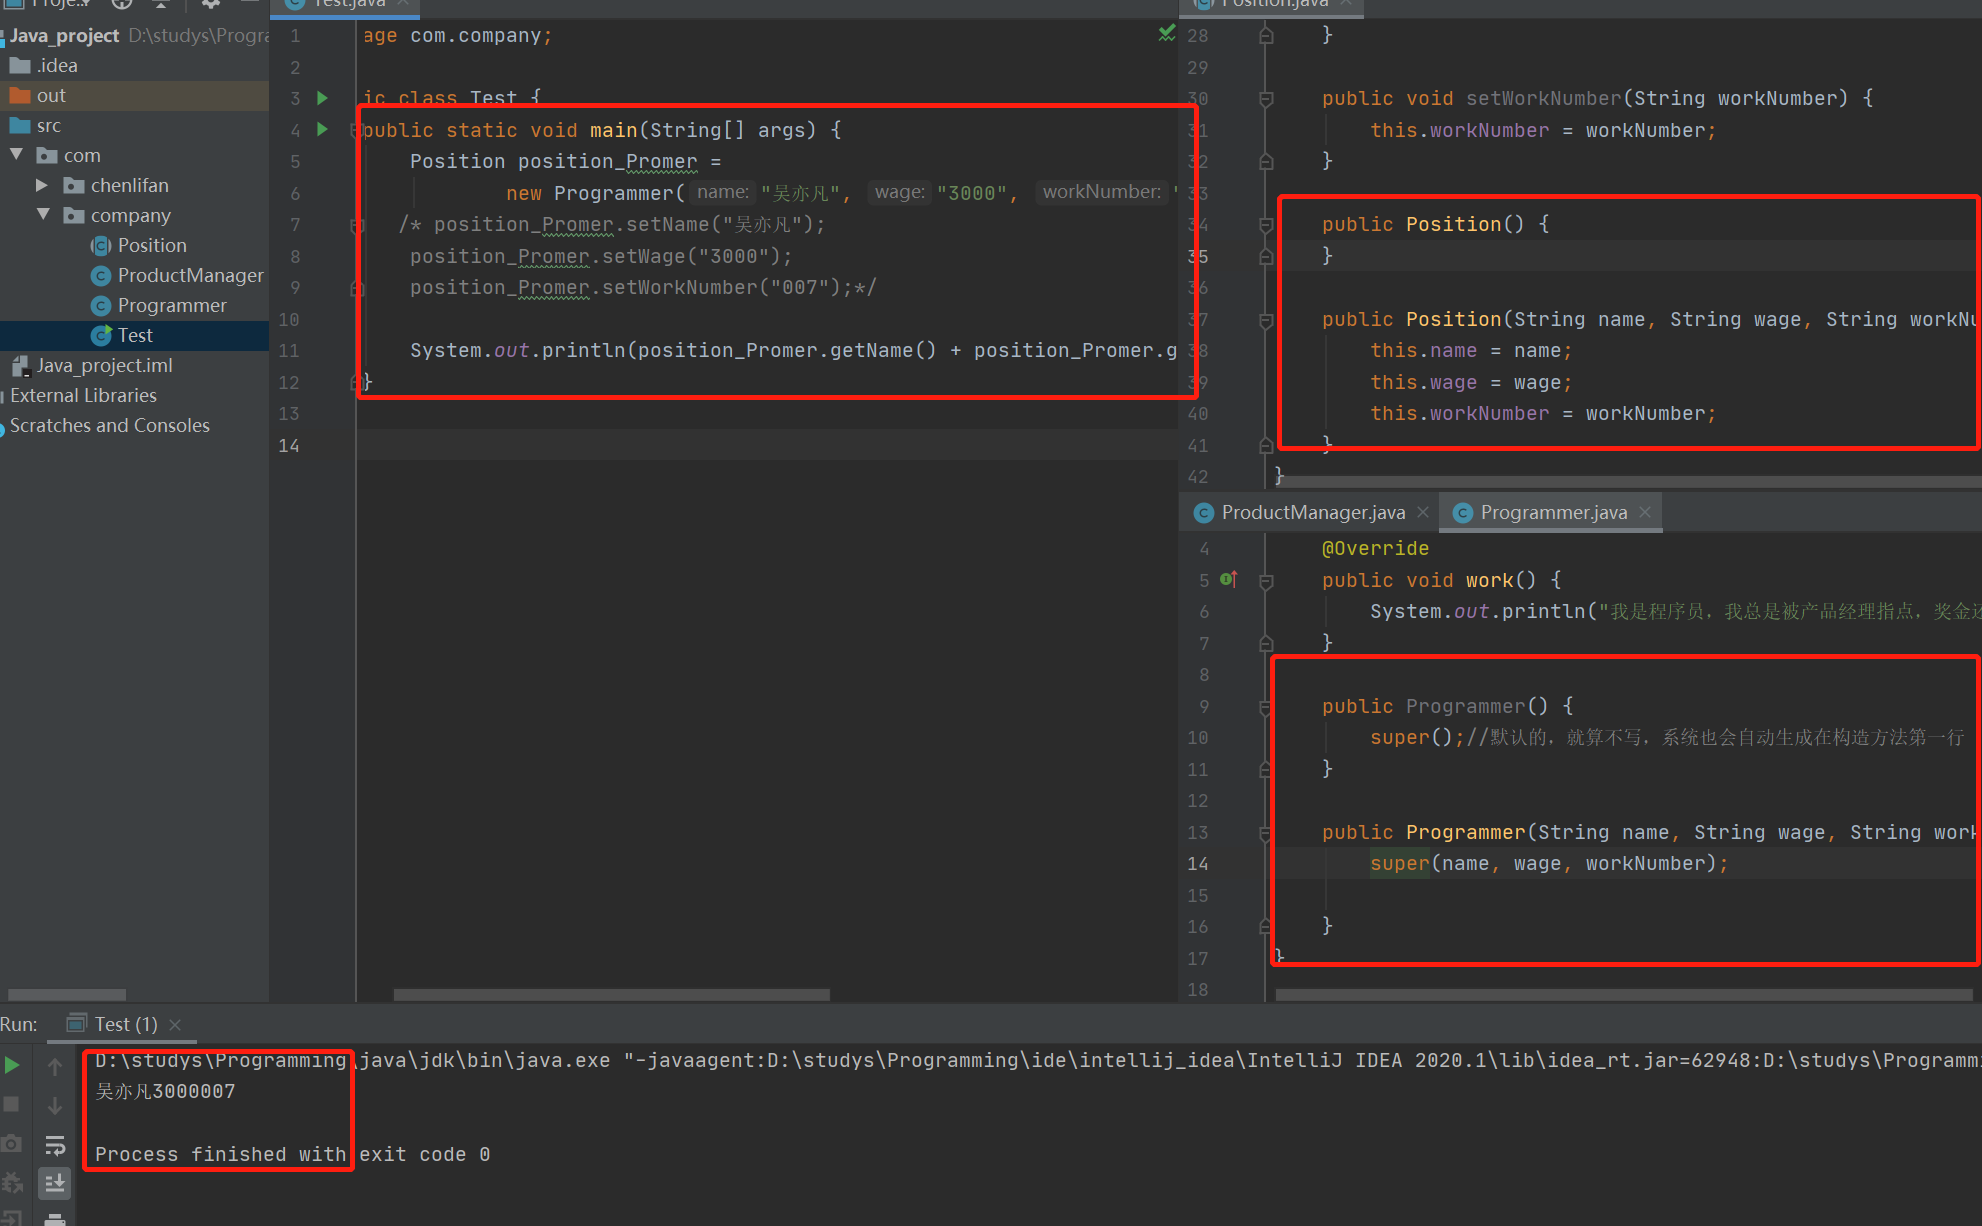 Java_project D:\studys\Progra
.idea
out
src
com
chenlifan
company
Position
ProductManager
Programmer
Test
Java_project.iml
External Libraries
Scratches and Consoles
Test.java
1 age com.company;
2
3 ic class Test {
4 public static void main(String[] args) {
5 Position position_Promer =
6 new Programmer( name: "吴亦凡", wage: "3000", workNumber: "
7 /* position_Promer.setName("吴亦凡");
8 position_Promer.setWage("3000");
9 position_Promer.setWorkNumber("007");*/
10
11 System.out.println(position_Promer.getName() + position_Promer.g
12 }
13
14
Position.java
28 }
29
30 public void setWorkNumber(String workNumber) {
31 this.workNumber = workNumber;
32 }
33
34 public Position() {
35 }
36
37 public Position(String name, String wage, String workNu
38 this.name = name;
39 this.wage = wage;
40 this.workNumber = workNumber;
41 }
42 }
ProductManager.java Programmer.java
4 @Override
5 public void work() {
6 System.out.println("我是程序员，我总是被产品经理指点，奖金还
7 }
8
9 public Programmer() {
10 super();//默认的，就算不写，系统也会自动生成在构造方法第一行
11 }
12
13 public Programmer(String name, String wage, String work
14 super(name, wage, workNumber);
15
16 }
17 }
18
Run: Test (1)
D:\studys\Programming\java\jdk\bin\java.exe "-javaagent:D:\studys\Programming\ide\intellij_idea\IntelliJ IDEA 2020.1\lib\idea_rt.jar=62948:D:\studys\Programmi
吴亦凡3000007
Process finished with exit code 0